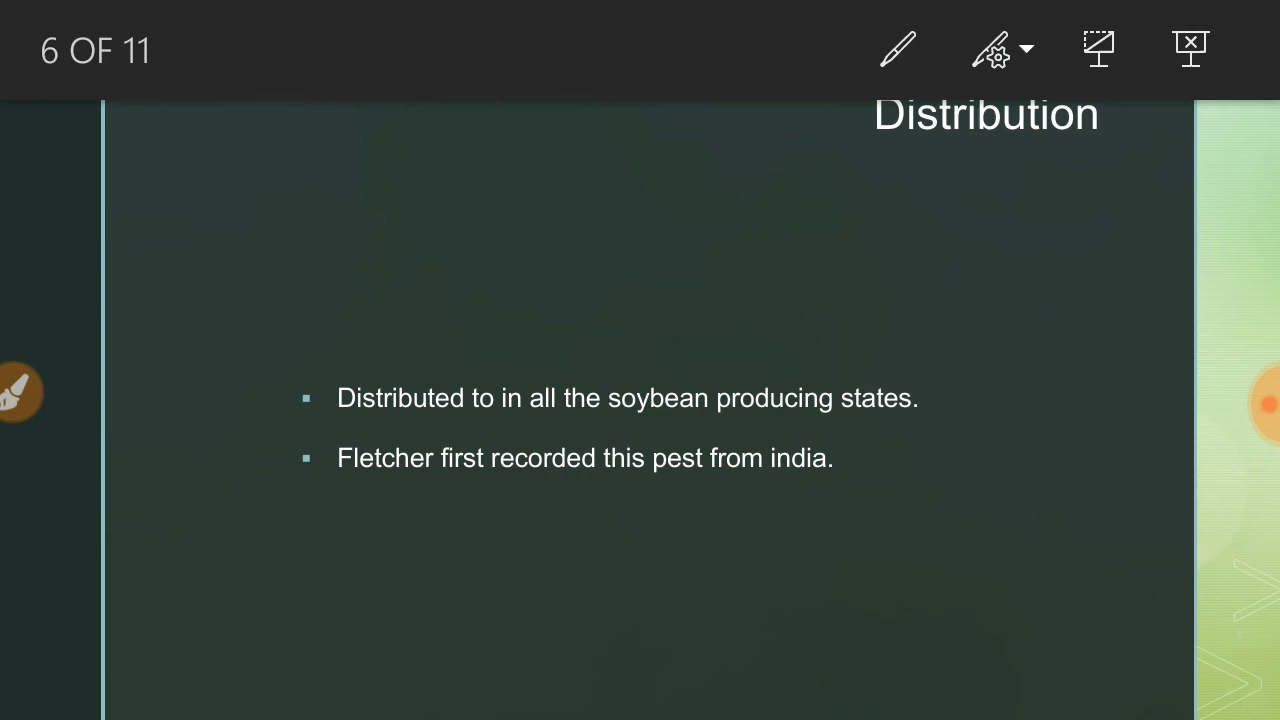 6 OF 11
Distribution
▪ Distributed to in all the soybean producing states.
▪ Fletcher first recorded this pest from india.